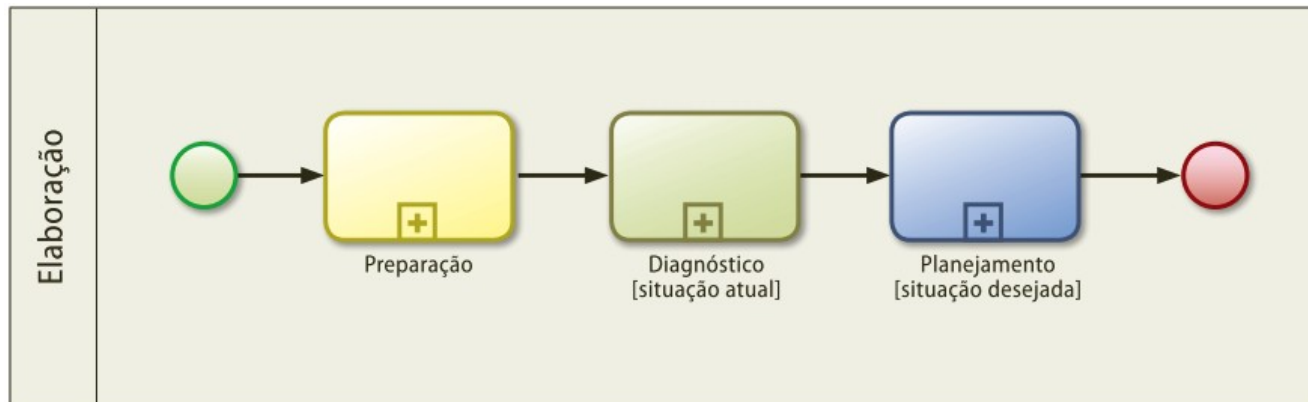 Elaboração
Preparação
Diagnóstico
[situação atual]
Planejamento
[situação desejada]